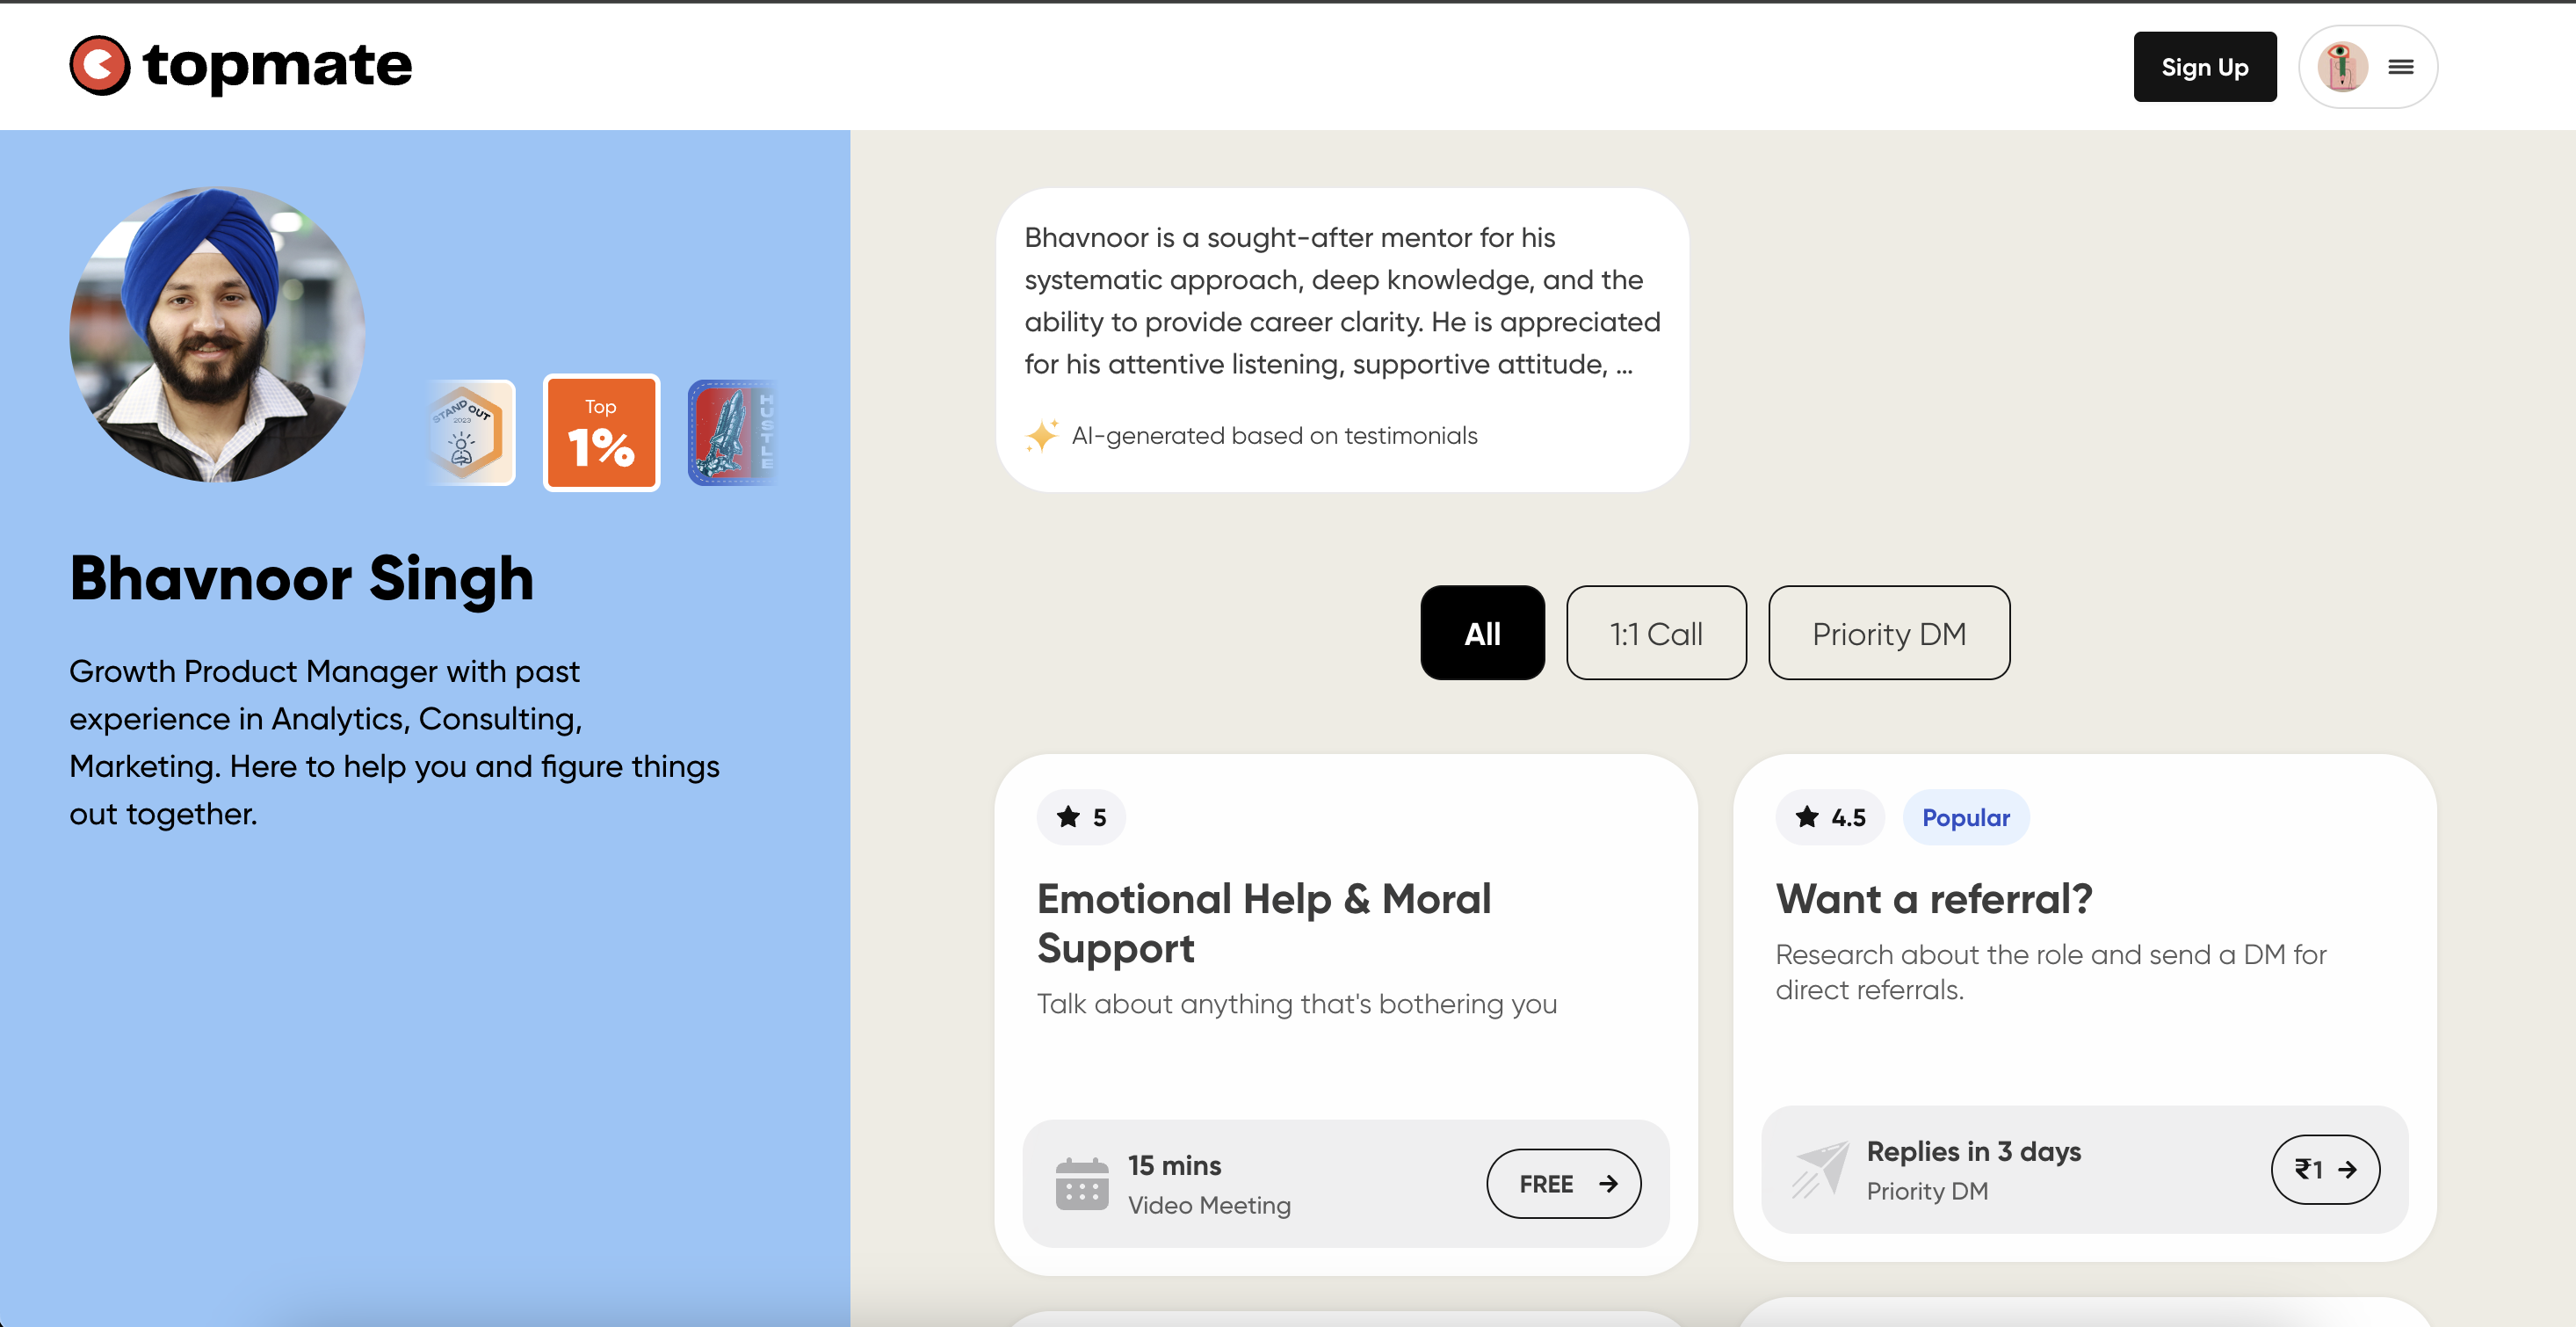 topmate
Sign Up
STAND OUT
2023
Top
1%
HUSTLE
Bhavnoor Singh
Growth Product Manager with past
experience in Analytics, Consulting,
Marketing. Here to help you and figure things
out together.
Bhavnoor is a sought-after mentor for his
systematic approach, deep knowledge, and the
ability to provide career clarity. He is appreciated
for his attentive listening, supportive attitude, ...
AI-generated based on testimonials
All
1:1 Call
Priority DM
5
Emotional Help & Moral
Support
Talk about anything that's bothering you
15 mins
Video Meeting
FREE →
4.5
Popular
Want a referral?
Research about the role and send a DM for
direct referrals.
Replies in 3 days
Priority DM
₹1 →